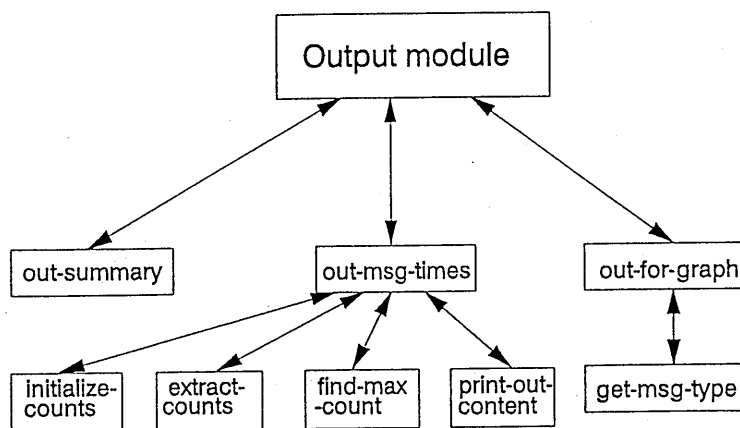 Output module
out-summary
out-msg-times
out-for-graph
initialize-
counts
extract-
counts
find-max
-count
print-out-
content
get-msg-type